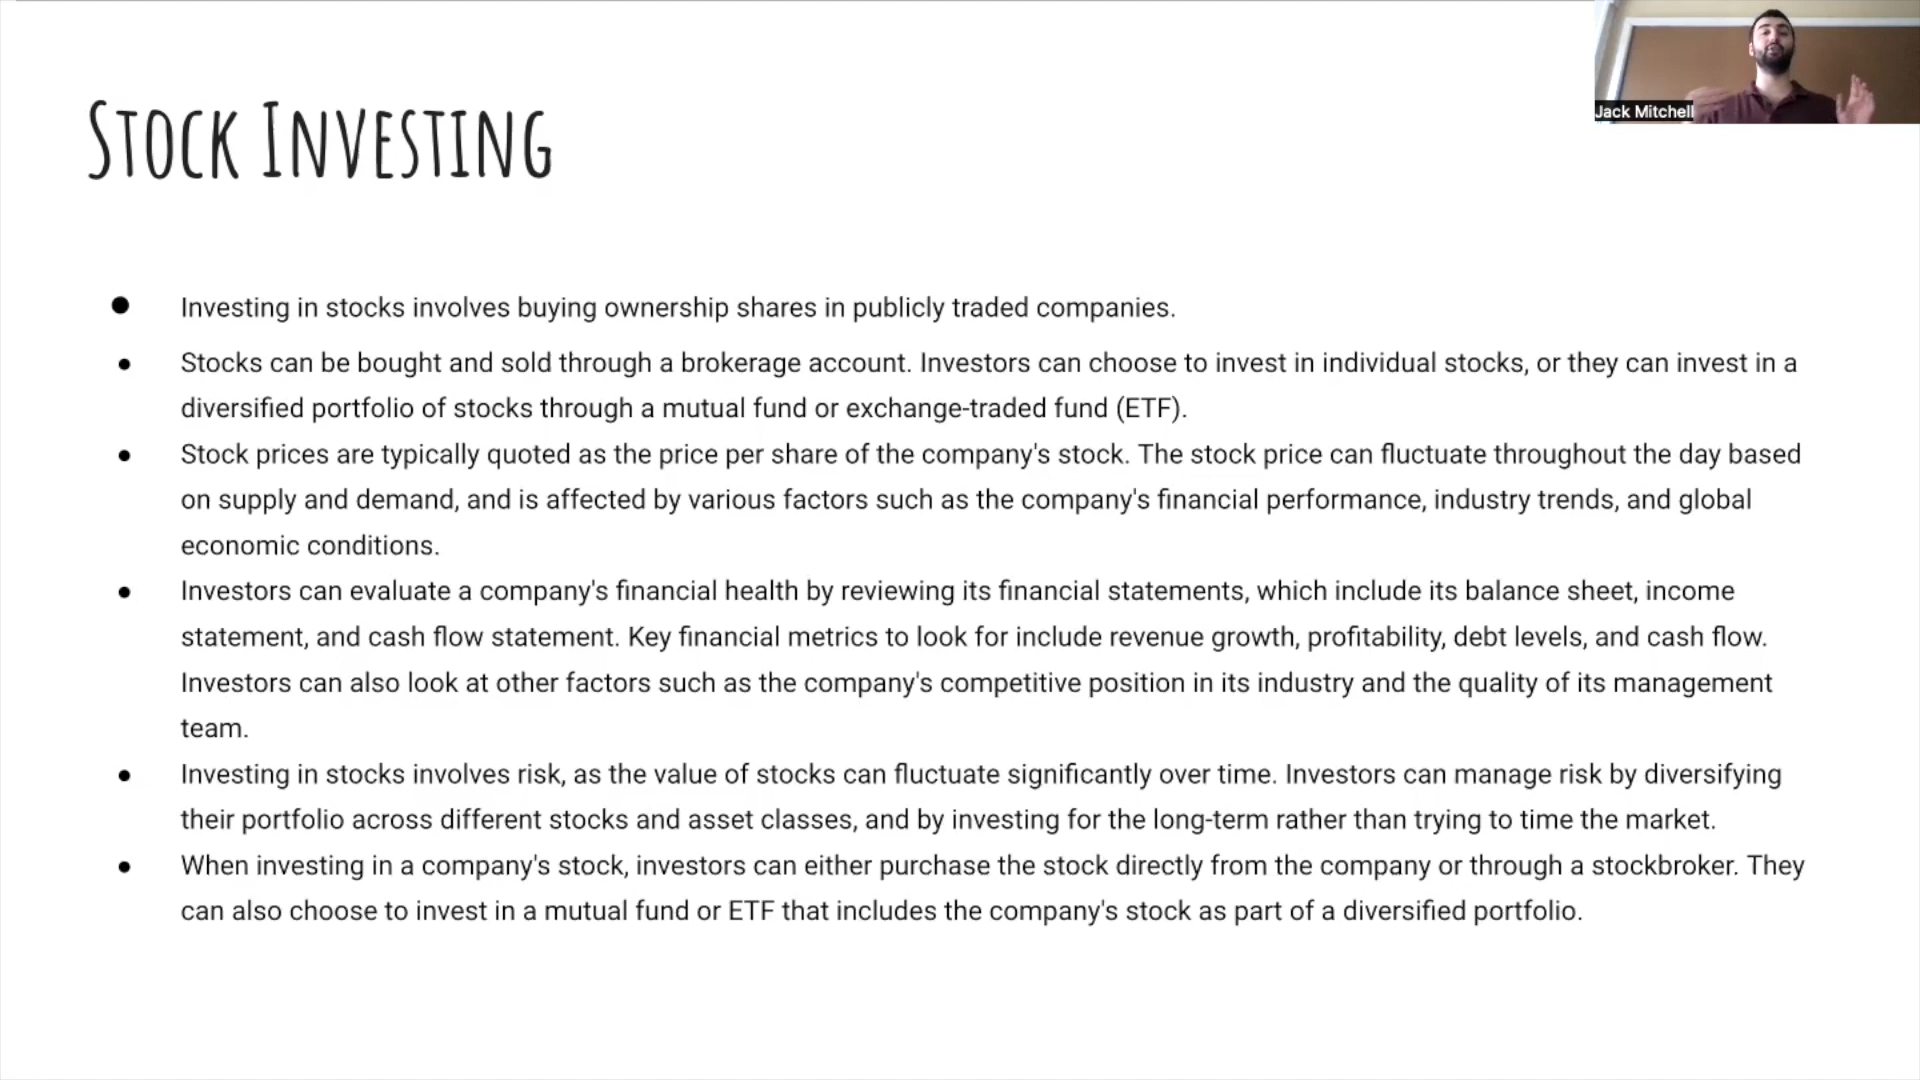 Jack Mitchell
Stock Investing
● Investing in stocks involves buying ownership shares in publicly traded companies.
● Stocks can be bought and sold through a brokerage account. Investors can choose to invest in individual stocks, or they can invest in a
diversified portfolio of stocks through a mutual fund or exchange-traded fund (ETF).
● Stock prices are typically quoted as the price per share of the company's stock. The stock price can fluctuate throughout the day based
on supply and demand, and is affected by various factors such as the company's financial performance, industry trends, and global
economic conditions.
● Investors can evaluate a company's financial health by reviewing its financial statements, which include its balance sheet, income
statement, and cash flow statement. Key financial metrics to look for include revenue growth, profitability, debt levels, and cash flow.
Investors can also look at other factors such as the company's competitive position in its industry and the quality of its management
team.
● Investing in stocks involves risk, as the value of stocks can fluctuate significantly over time. Investors can manage risk by diversifying
their portfolio across different stocks and asset classes, and by investing for the long-term rather than trying to time the market.
● When investing in a company's stock, investors can either purchase the stock directly from the company or through a stockbroker. They
can also choose to invest in a mutual fund or ETF that includes the company's stock as part of a diversified portfolio.